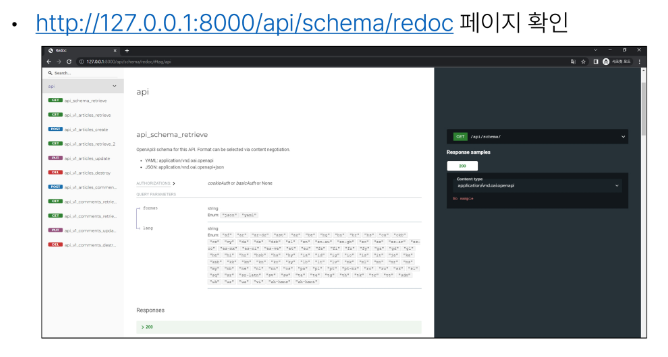 • http://127.0.0.1:8000/api/schema/redoc 페이지 확인
ReDoc
127.0.0.1:8000/api/schema/redoc/#tag/api
Search...
api
GET api_schema_retrieve
GET api_v1_articles_retrieve
POST api_v1_articles_create
GET api_v1_articles_retrieve_2
PUT api_v1_articles_update
DEL api_v1_articles_destroy
POST api_v1_articles_commen...
GET api_v1_comments_retrie...
GET api_v1_comments_retrie...
PUT api_v1_comments_updat...
DEL api_v1_comments_destr...
api
api_schema_retrieve
OpenApi3 schema for this API. Format can be selected via content negotiation.
• YAML: application/vnd.oai.openapi
• JSON: application/vnd.oai.openapi+json
AUTHORIZATIONS: cookieAuth or basicAuth or None
QUERY PARAMETERS
format
string
Enum: "json" "yaml"
lang
string
Responses
> 200
GET /api/schema/
Response samples
200
Content type
application/vnd.oai.openapi
No sample